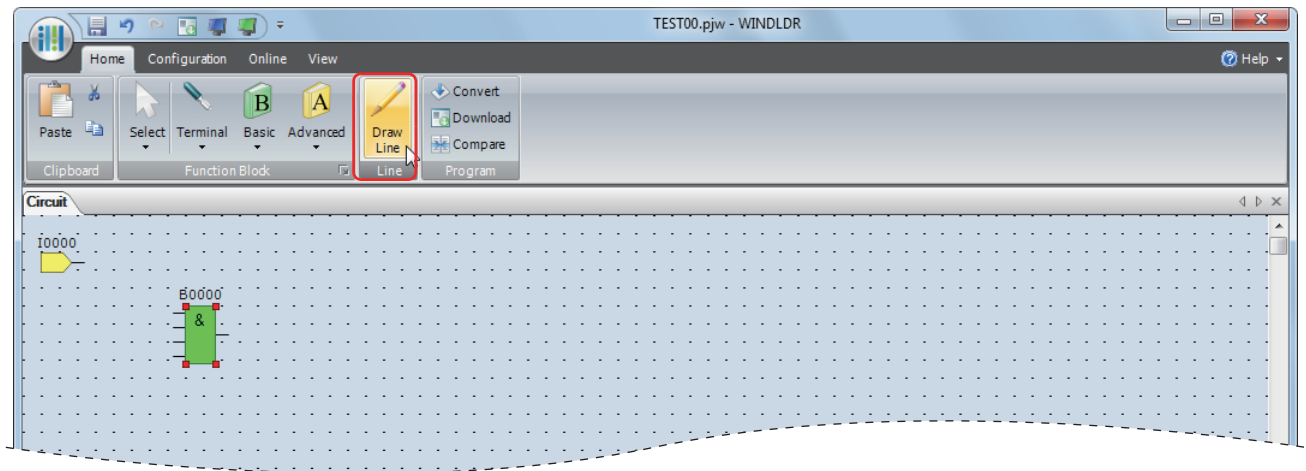 TEST00.pjw - WINDLDR
Home Configuration Online View Help
Paste
Select Terminal Basic Advanced
B A
Draw Line
Convert
Download
Compare
Clipboard Function Block Line Program
Circuit
I0000
B0000
&